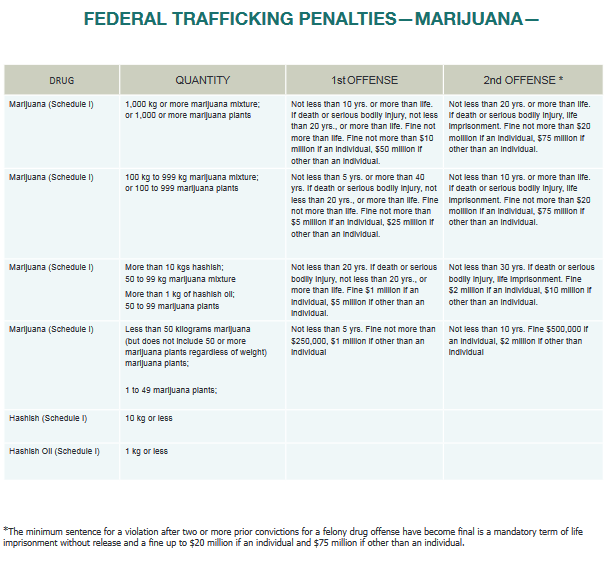 FEDERAL TRAFFICKING PENALTIES—MARIJUANA—
DRUG
QUANTITY
1stOFFENSE
2nd OFFENSE *
Marijuana (Schedule I)
1,000 kg or more marijuana mixture;
or 1,000 or more marijuana plants
Not less than 10 yrs. or more than life.
If death or serious bodily injury, not less
than 20 yrs., or more than life. Fine not
more than life. Fine not more than $10
million if an individual, $50 million if
other than an individual.
Not less than 20 yrs. or more than life.
If death or serious bodily injury, life
imprisonment. Fine not more than $20
million if an individual, $75 million if
other than an individual.
Marijuana (Schedule I)
100 kg to 999 kg marijuana mixture;
or 100 to 999 marijuana plants
Not less than 5 yrs. or more than 40
yrs. If death or serious bodily injury, not
less than 20 yrs., or more than life. Fine
not more than life. Fine not more than
$5 million if an individual, $25 million if
other than an individual.
Not less than 10 yrs. or more than life.
If death or serious bodily injury, life
imprisonment. Fine not more than $20
million if an individual, $75 million if
other than an individual.
Marijuana (Schedule I)
More than 10 kgs hashish;
50 to 99 kg marijuana mixture
More than 1 kg of hashish oil;
50 to 99 marijuana plants
Not less than 20 yrs. If death or serious
bodily injury, not less than 20 yrs., or
more than life. Fine $1 million if an
individual, $5 million if other than an
individual.
Not less than 30 yrs. If death or serious
bodily injury, life imprisonment. Fine
$2 million if an individual, $10 million if
other than an individual.
Marijuana (Schedule I)
Less than 50 kilograms marijuana
(but does not include 50 or more
marijuana plants regardless of weight)
marijuana plants;
1 to 49 marijuana plants;
Not less than 5 yrs. Fine not more than
$250,000, $1 million if other than an
individual
Not less than 10 yrs. Fine $500,000 if
an individual, $2 million if other than
individual
Hashish (Schedule I)
10 kg or less
Hashish Oil (Schedule I)
1 kg or less
*The minimum sentence for a violation after two or more prior convictions for a felony drug offense have become final is a mandatory term of life
imprisonment without release and a fine up to $20 million if an individual and $75 million if other than an individual.